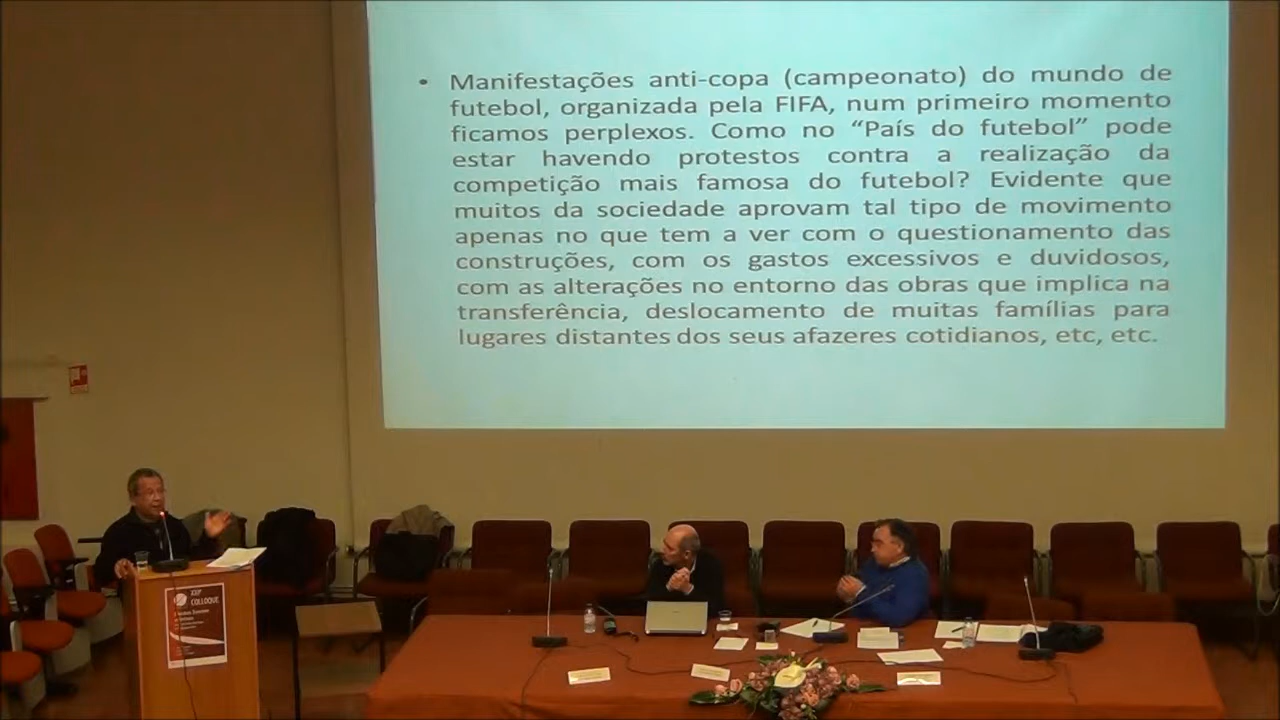 • Manifestações anti-copa (campeonato) do mundo de
futebol, organizada pela FIFA, num primeiro momento
ficamos perplexos. Como no “País do futebol” pode
estar havendo protestos contra a realização da
competição mais famosa do futebol? Evidente que
muitos da sociedade aprovam tal tipo de movimento
apenas no que tem a ver com o questionamento das
construções, com os gastos excessivos e duvidosos,
com as alterações no entorno das obras que implica na
transferência, deslocamento de muitas famílias para
lugares distantes dos seus afazeres cotidianos, etc, etc.
COLLOQUE